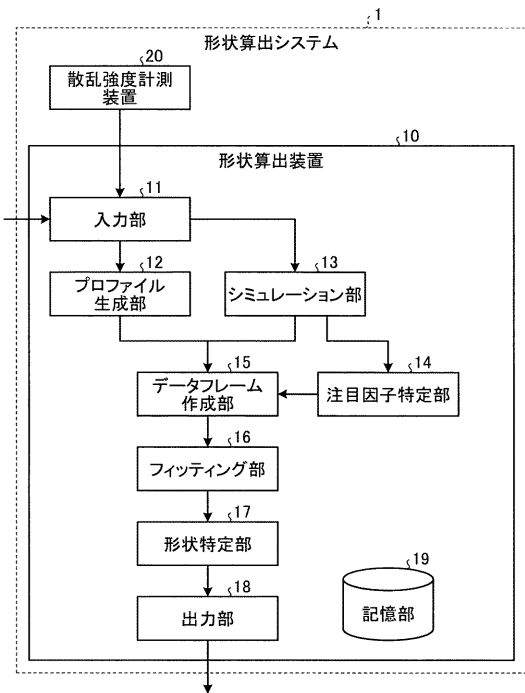 1
形状算出システム
20
散乱強度計測
装置
10
形状算出装置
11
入力部
12
プロファイル
生成部
13
シミュレーション部
15
データフレーム
作成部
14
注目因子特定部
16
フィッティング部
17
形状特定部
18
出力部
19
記憶部